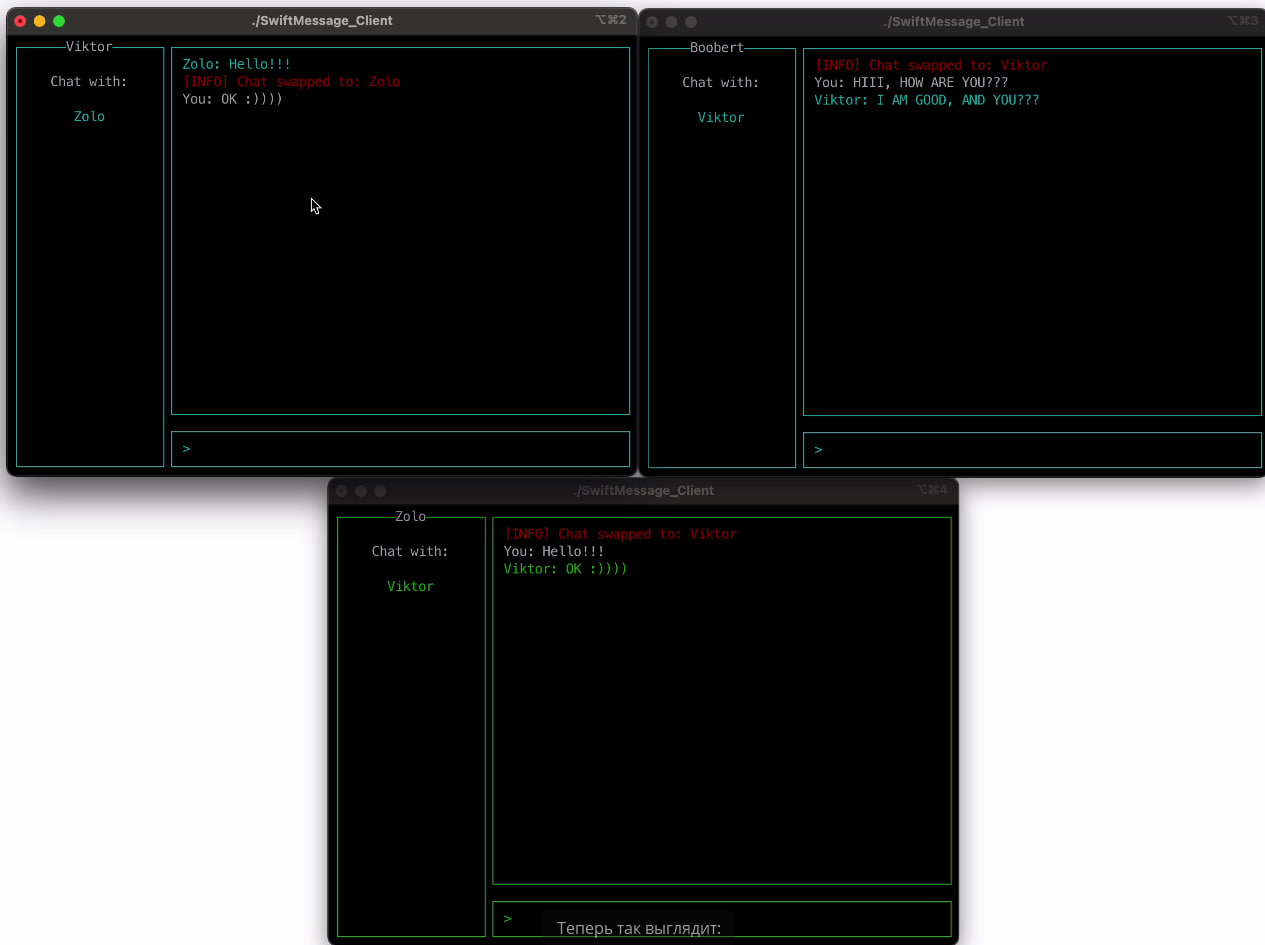 ./SwiftMessage_Client
⌥⌘2
Viktor
Chat with:
Zolo
Zolo: Hello!!!
[INFO] Chat swapped to: Zolo
You: OK :))))
>
./SwiftMessage_Client
⌥⌘3
Boobert
Chat with:
Viktor
[INFO] Chat swapped to: Viktor
You: HIII, HOW ARE YOU???
Viktor: I AM GOOD, AND YOU???
>
./SwiftMessage_Client
⌥⌘4
Zolo
Chat with:
Viktor
[INFO] Chat swapped to: Viktor
You: Hello!!!
Viktor: OK :))))
>
Теперь так выглядит: